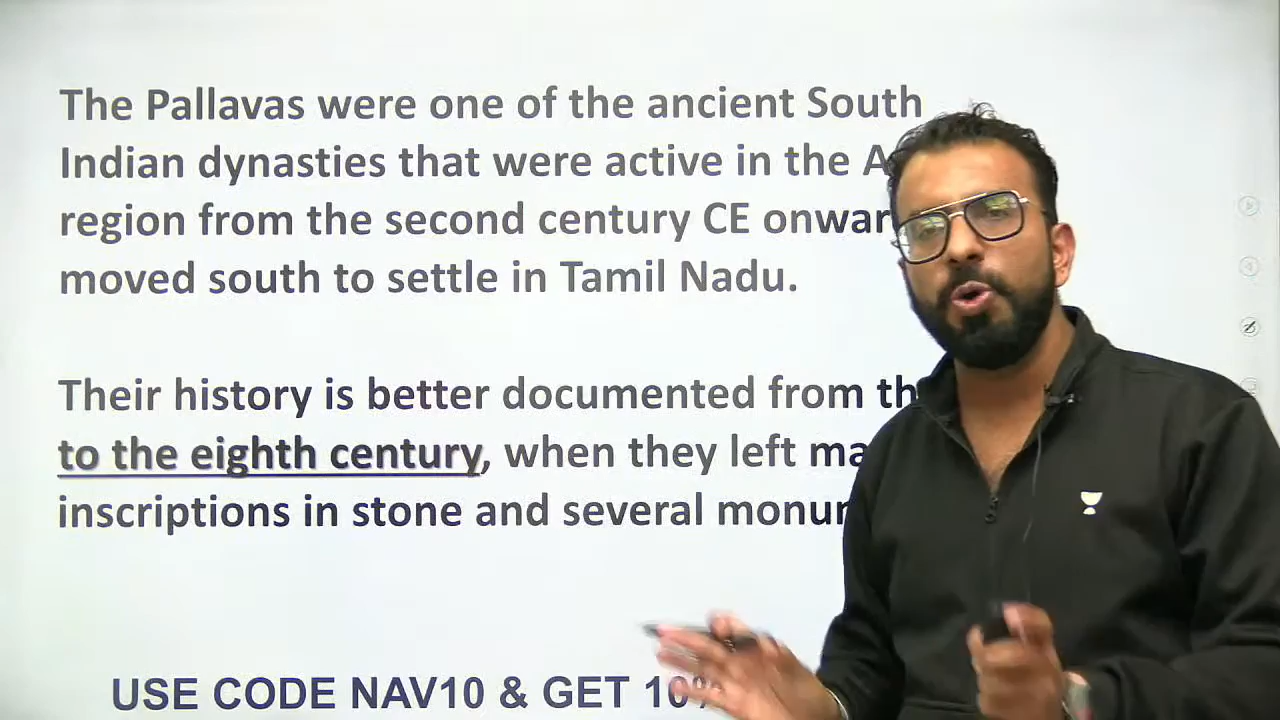 The Pallavas were one of the ancient South
Indian dynasties that were active in the
region from the second century CE
moved south to settle in Tamil Nadu.
Their history is better documented from
to the eighth century, when they left
inscriptions in stone and several
USE CODE NAV10 & GET